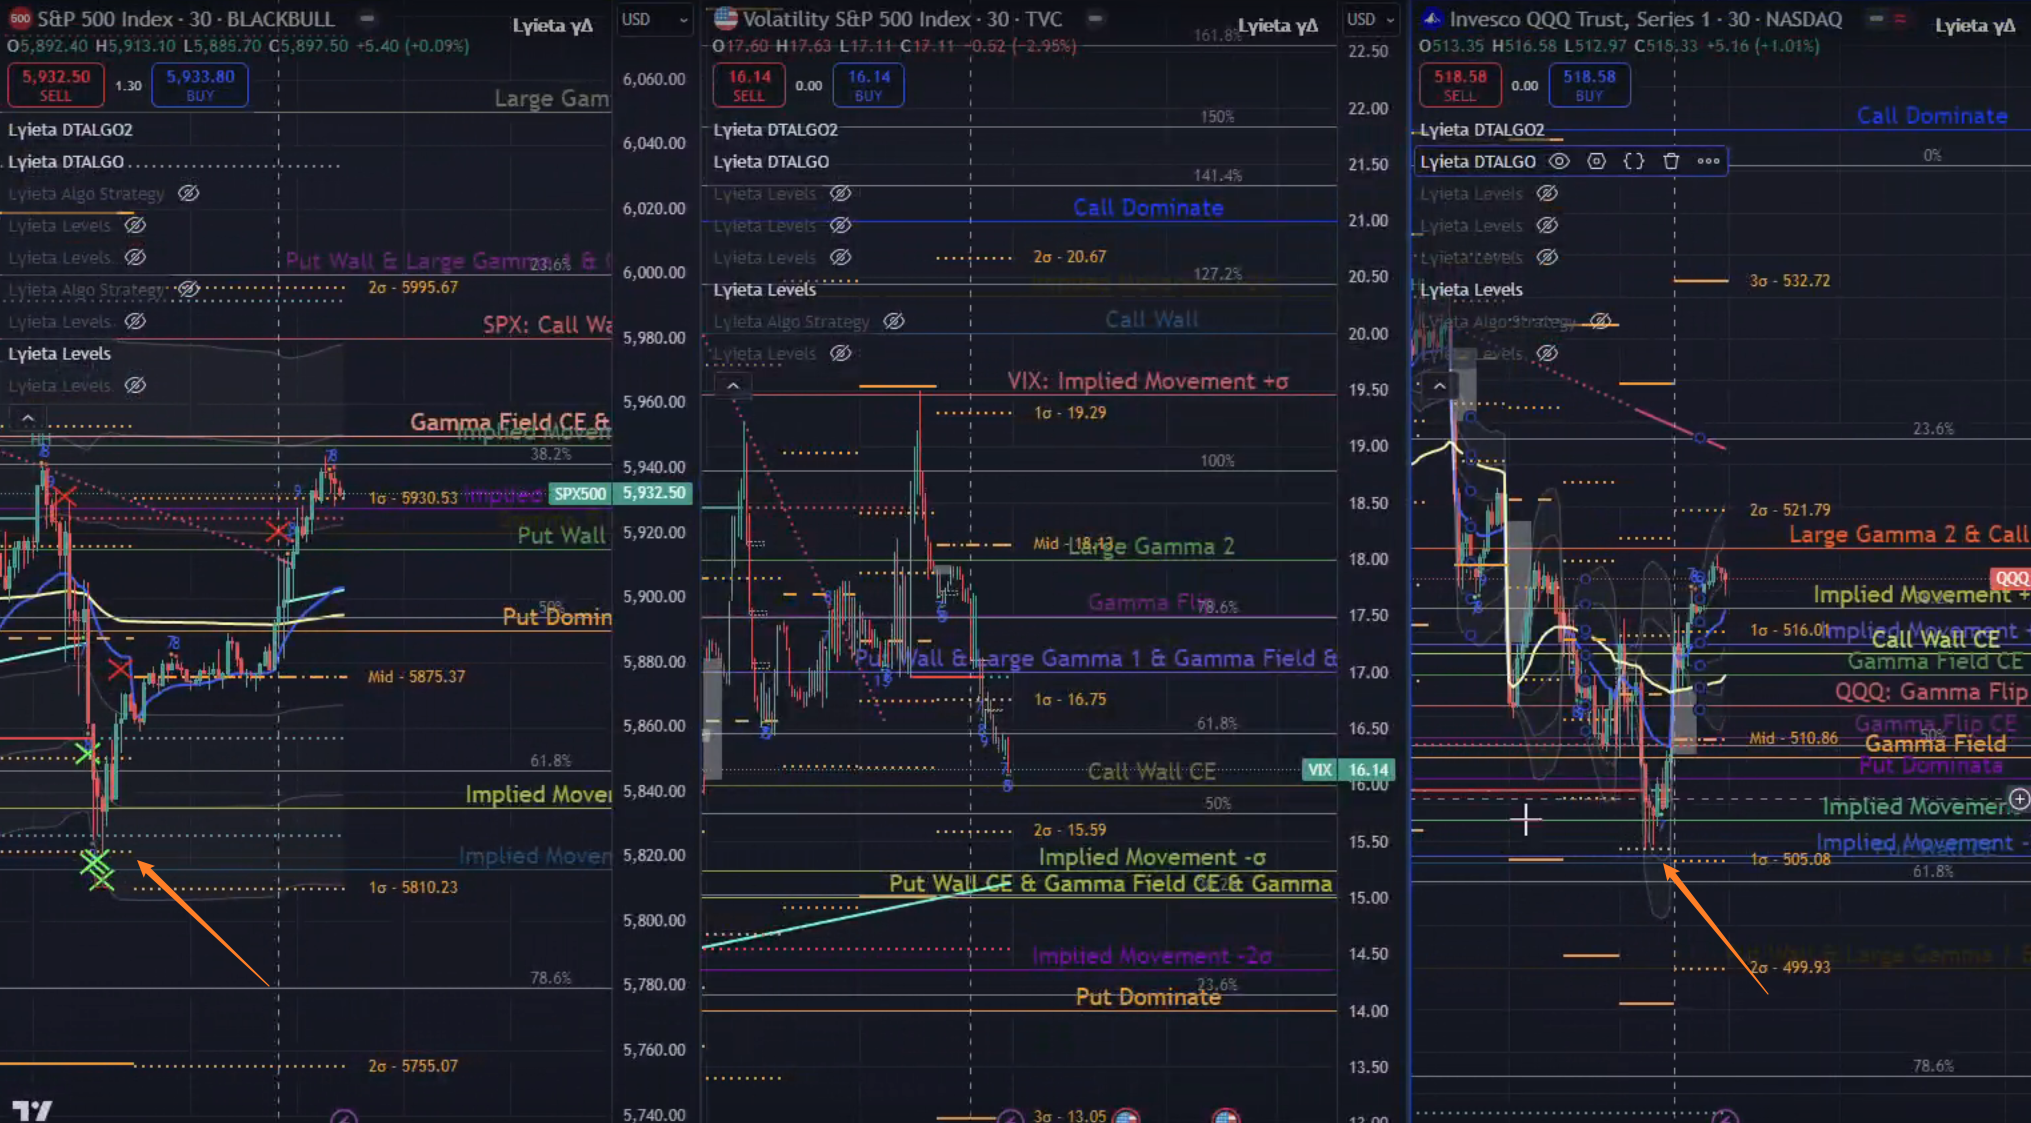 S&P 500 Index · 30 · BLACKBULL
Lyieta γΔ
O5,892.40 H5,913.10 L5,885.70 C5,897.50 +5.40 (+0.09%)
5,932.50
SELL
1.30
5,933.80
BUY
Lyieta DTALGO2
Lyieta DTALGO
Lyieta Algo Strategy
Lyieta Levels
Lyieta Levels
Lyieta Algo Strategy
Lyieta Levels
Lyieta Levels
Lyieta Levels
Large Gam
Put Wall & Large Gamma 1 &
23.6%
2σ - 5995.67
SPX: Call Wa
Gamma Field CE &
Implied Movem
38.2%
HH
78
9
78
1σ - 5930.53
Implied
SPX500 5,932.50
Put Wall
50%
Put Domin
78
Mid - 5875.37
61.8%
Implied Mover
Implied Moven
1σ - 5810.23
78.6%
2σ - 5755.07
USD
6,060.00
6,040.00
6,020.00
6,000.00
5,980.00
5,960.00
5,940.00
5,920.00
5,900.00
5,880.00
5,860.00
5,840.00
5,820.00
5,800.00
5,780.00
5,760.00
5,740.00
Volatility S&P 500 Index · 30 · TVC
Lyieta γΔ
O17.60 H17.63 L17.11 C17.11 −0.52 (−2.95%)
161.8%
16.14
SELL
0.00
16.14
BUY
Lyieta DTALGO2
Lyieta DTALGO
Lyieta Levels
Lyieta Levels
Lyieta Levels
Lyieta Levels
Lyieta Algo Strategy
Lyieta Levels
150%
141.4%
Call Dominate
2σ - 20.67
127.2%
Call Wall
VIX: Implied Movement +σ
1σ - 19.29
100%
Mid - 18.13
Large Gamma 2
Gamma Flip
78.6%
Put Wall & Large Gamma 1 & Gamma Field &
1σ - 16.75
61.8%
Call Wall CE
VIX 16.14
50%
2σ - 15.59
Implied Movement -σ
Put Wall CE & Gamma Field CE & Gamma
Implied Movement -2σ
23.6%
Put Dominate
3σ - 13.05
USD
22.50
22.00
21.50
21.00
20.50
20.00
19.50
19.00
18.50
18.00
17.50
17.00
16.50
16.00
15.50
15.00
14.50
14.00
13.50
Invesco QQQ Trust, Series 1 · 30 · NASDAQ
Lyieta γΔ
O513.35 H516.58 L512.97 C515.33 +5.16 (+1.01%)
518.58
SELL
0.00
518.58
BUY
Lyieta DTALGO2
Lyieta DTALGO
Lyieta Levels
Lyieta Levels
Lyieta Levels
Lyieta Levels
Lyieta Algo Strategy
Lyieta Levels
Call Dominate
0%
3σ - 532.72
23.6%
2σ - 521.79
Large Gamma 2 & Call
QQQ
Implied Movement +
1σ - 516.01
Implied Movement -
Call Wall CE
Gamma Field CE
QQQ: Gamma Flip
Gamma Flip CE
50%
Mid - 510.86
Gamma Field
Put Dominata
Implied Movemer
Implied Movement -
1σ - 505.08
61.8%
2σ - 499.93
78.6%